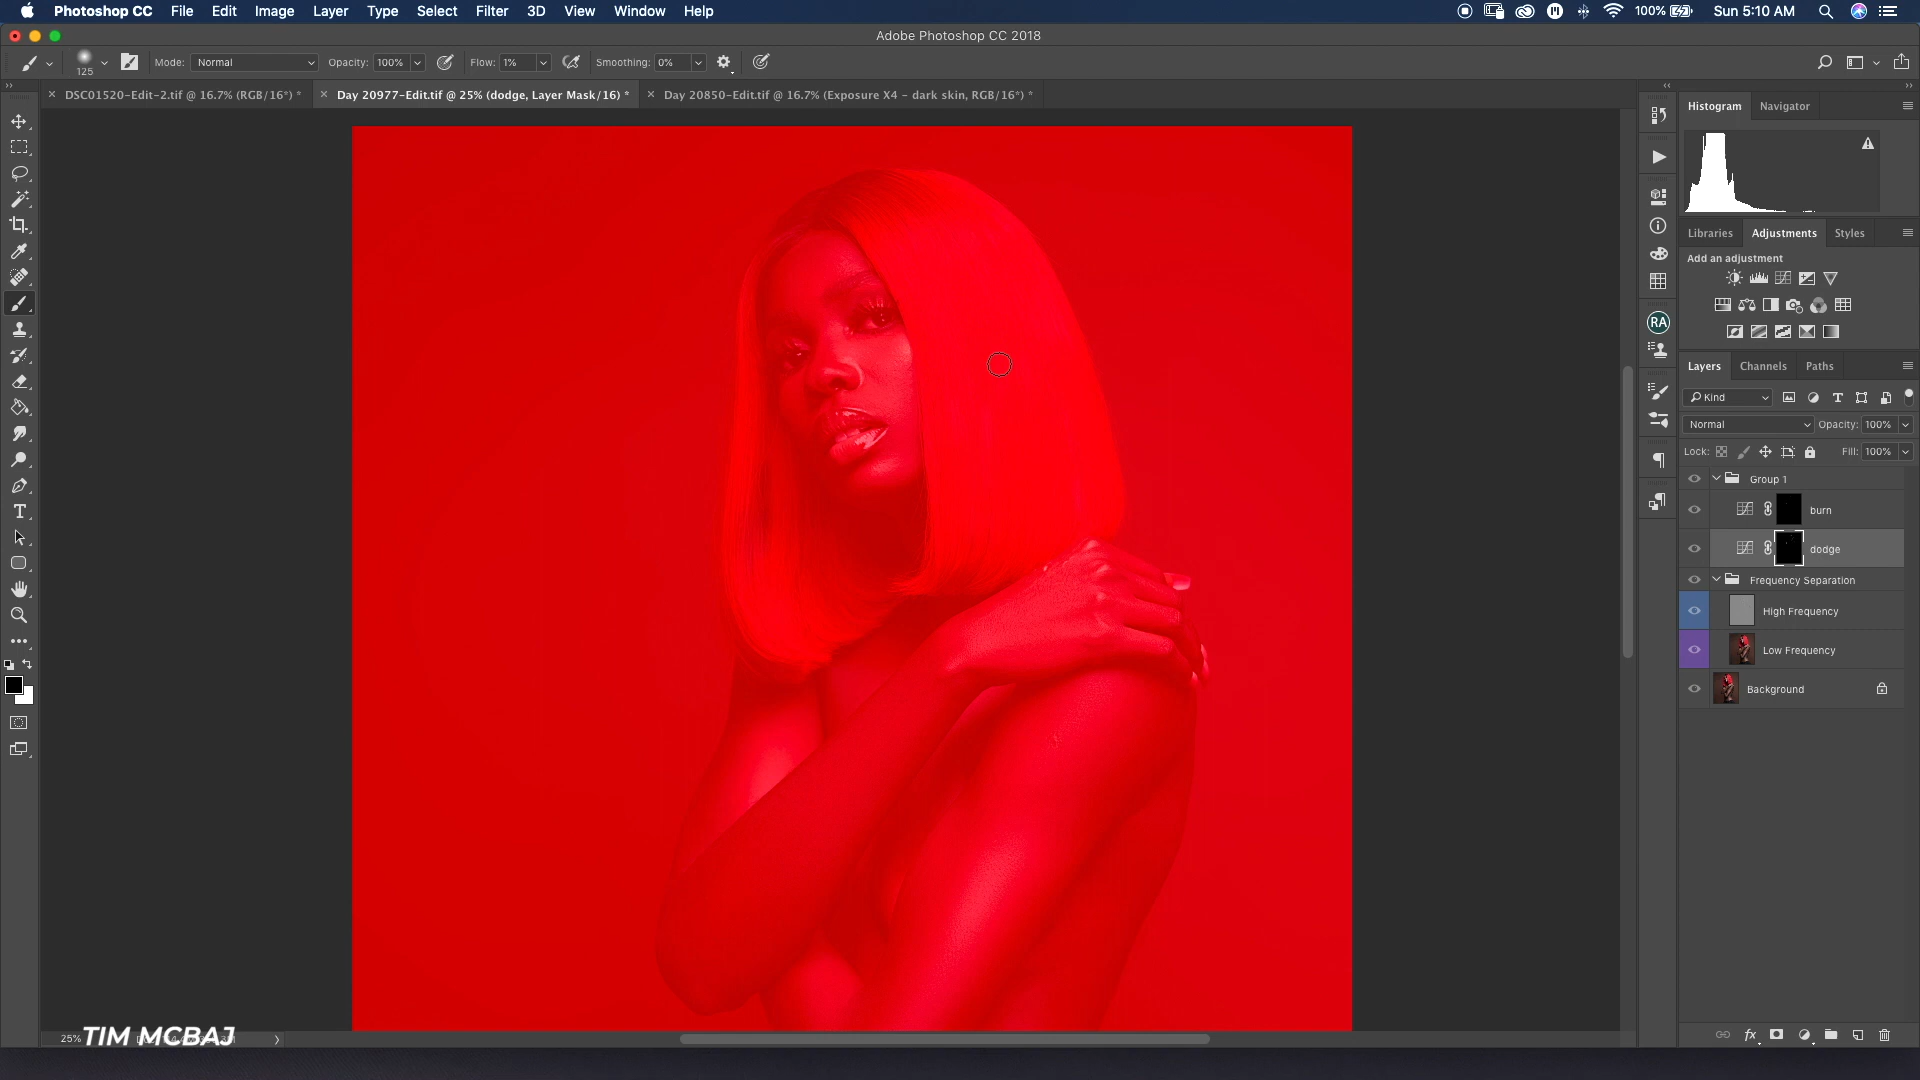 Photoshop CC File Edit Image Layer Type Select Filter 3D View Window Help 100% Sun 5:10 AM
Adobe Photoshop CC 2018
125 Mode: Normal Opacity: 100% Flow: 1% Smoothing: 0%
DSC01520-Edit-2.tif @ 16.7% (RGB/16*) * Day 20977-Edit.tif @ 25% (dodge, Layer Mask/16) * Day 20850-Edit.tif @ 16.7% (Exposure X4 - dark skin, RGB/16*) *
Histogram Navigator
Libraries Adjustments Styles
Add an adjustment
RA
Layers Channels Paths
Kind
Normal Opacity: 100%
Lock: Fill: 100%
Group 1
burn
dodge
Frequency Separation
High Frequency
Low Frequency
Background
25% TIM MCBAJ
fx